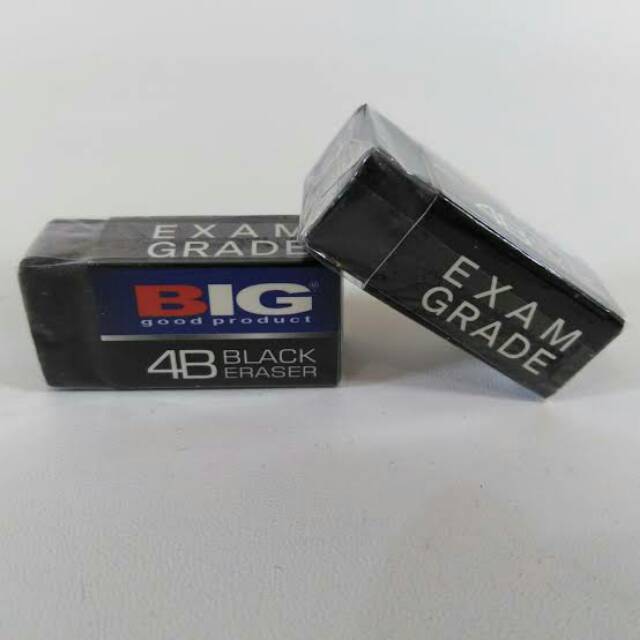 EXAM
GRADE
BIG
good product
4B BLACK
ERASER
EXAM
GRADE